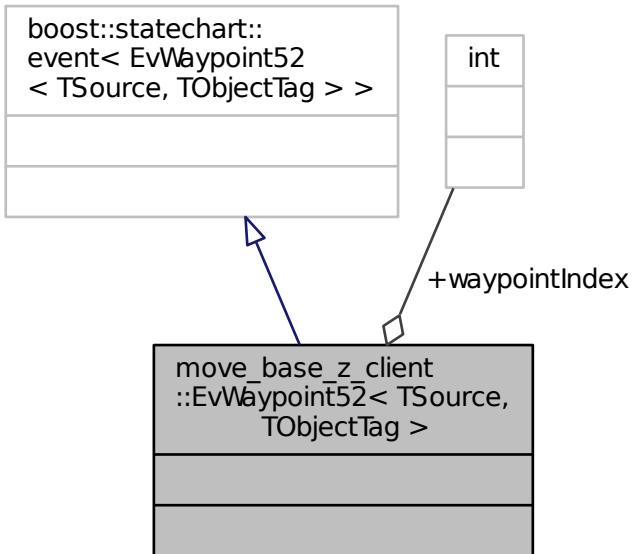 boost::statechart::
event< EvWaypoint52
< TSource, TObjectTag > >
int
+waypointIndex
move_base_z_client
::EvWaypoint52< TSource,
TObjectTag >